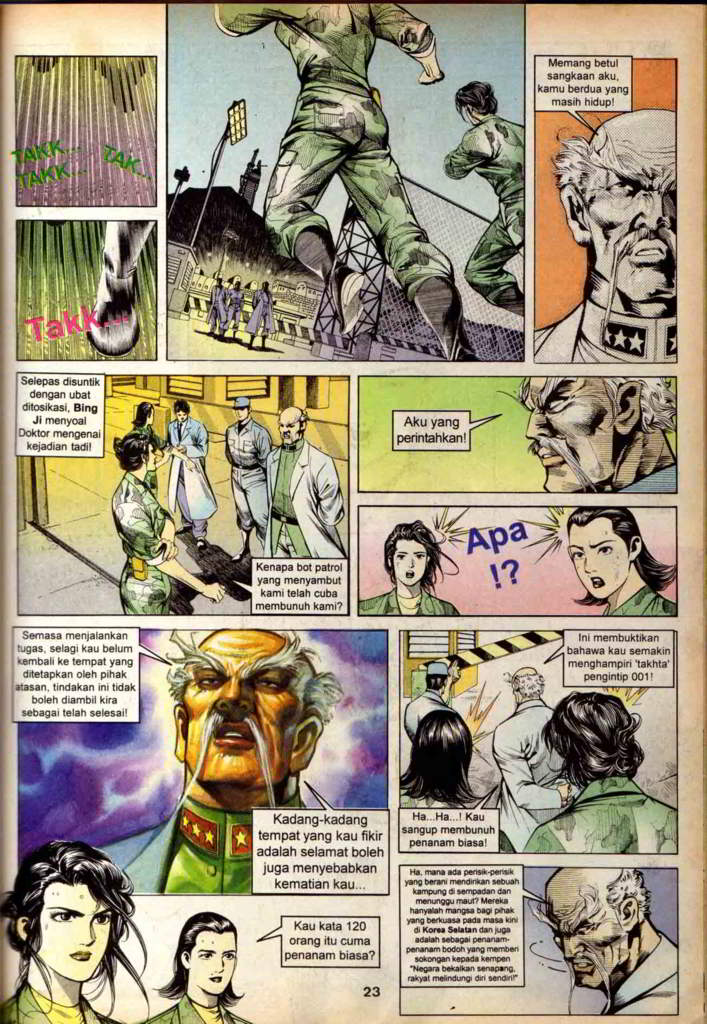 TAKK...
TAK...
TAKK...
Takk...
Memang betul
sangkaan aku,
kamu berdua yang
masih hidup!
Selepas disuntik
dengan ubat
ditosikasi, Bing
Ji menyoal
Doktor mengenai
kejadian tadi!
Kenapa bot patrol
yang menyambut
kami telah cuba
membunuh kami?
Aku yang
perintahkan!
Apa
!?
Semasa menjalankan
tugas, selagi kau belum
kembali ke tempat yang
ditetapkan oleh pihak
atasan, tindakan ini tidak
boleh diambil kira
sebagai telah selesai!
Kadang-kadang
tempat yang kau fikir
adalah selamat boleh
juga menyebabkan
kematian kau...
Ini membuktikan
bahawa kau semakin
menghampiri 'takhta'
pengintip 001!
Ha...Ha...! Kau
sangup membunuh
penanam biasa!
Kau kata 120
orang itu cuma
penanam biasa?
Ha, mana ada perisik-perisik
yang berani mendirikan sebuah
kampung di sempadan dan
menunggu maut? Mereka
hanyalah mangsa bagi pihak
yang berkuasa pada masa kini
di Korea Selatan dan juga
adalah sebagai penanam-
penanam bodoh yang memberi
sokongan kepada kempen
"Negara bekalkan senapang,
rakyat melindungi diri sendiri!"
23